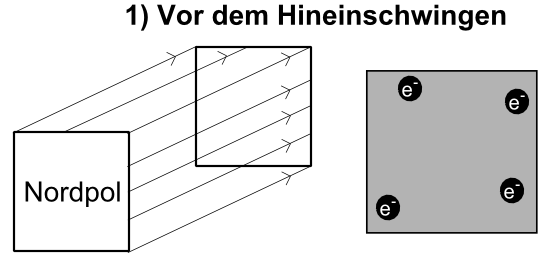 1) Vor dem Hineinschwingen
Nordpol
e⁻
e⁻
e⁻
e⁻